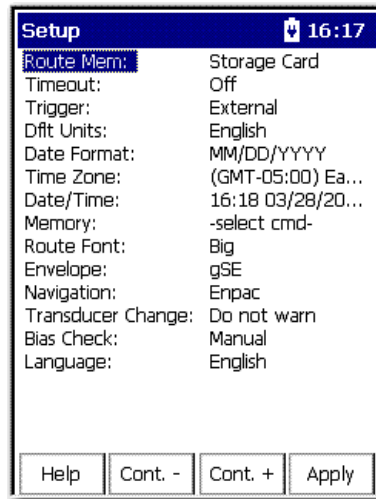 Setup 16:17
Route Mem: Storage Card
Timeout: Off
Trigger: External
Dflt Units: English
Date Format: MM/DD/YYYY
Time Zone: (GMT-05:00) Ea...
Date/Time: 16:18 03/28/20...
Memory: -select cmd-
Route Font: Big
Envelope: gSE
Navigation: Enpac
Transducer Change: Do not warn
Bias Check: Manual
Language: English
Help Cont. - Cont. + Apply